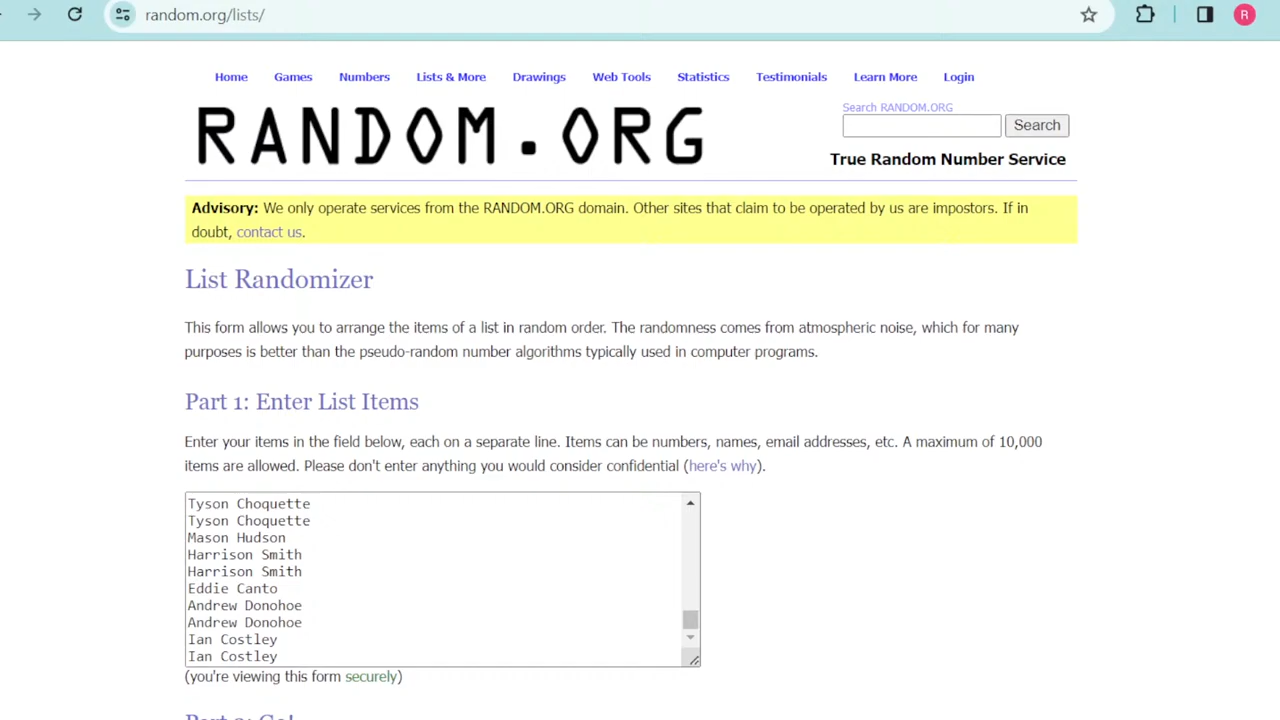 random.org/lists/
R
Home Games Numbers Lists & More Drawings Web Tools Statistics Testimonials Learn More Login
RANDOM.ORG
Search RANDOM.ORG
Search
True Random Number Service
Advisory: We only operate services from the RANDOM.ORG domain. Other sites that claim to be operated by us are impostors. If in
doubt, contact us.
List Randomizer
This form allows you to arrange the items of a list in random order. The randomness comes from atmospheric noise, which for many
purposes is better than the pseudo-random number algorithms typically used in computer programs.
Part 1: Enter List Items
Enter your items in the field below, each on a separate line. Items can be numbers, names, email addresses, etc. A maximum of 10,000
items are allowed. Please don't enter anything you would consider confidential (here's why).
Tyson Choquette
Tyson Choquette
Mason Hudson
Harrison Smith
Harrison Smith
Eddie Canto
Andrew Donohoe
Andrew Donohoe
Ian Costley
Ian Costley
(you're viewing this form securely)
Part 2: Go!